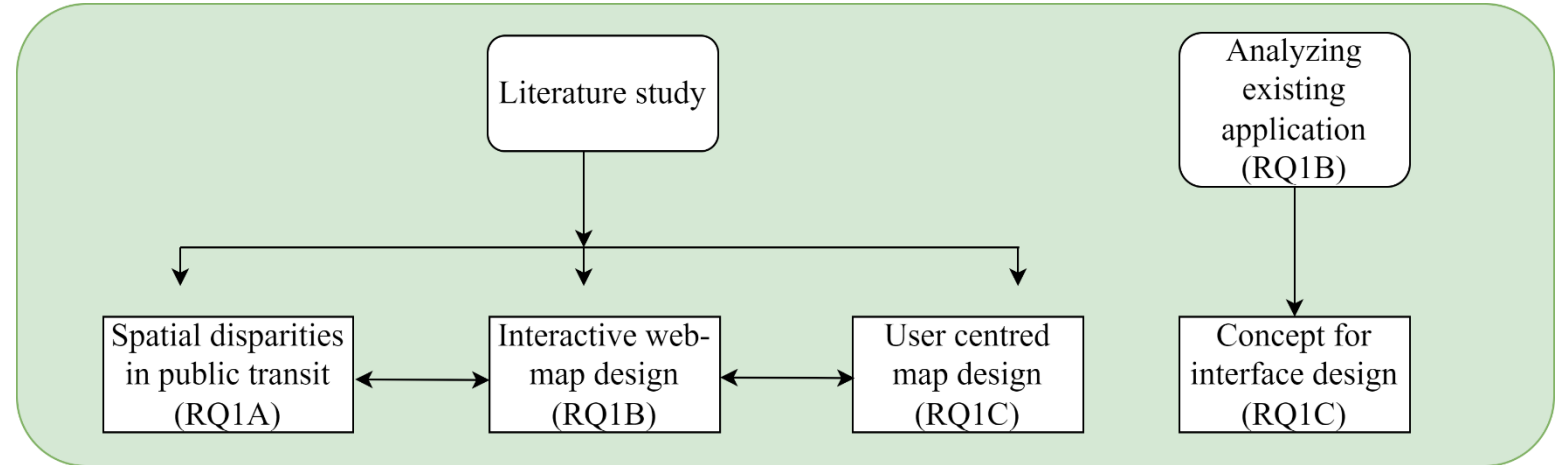 Literature study
Analyzing
existing
application
(RQ1B)
Spatial disparities
in public transit
(RQ1A)
Interactive web-
map design
(RQ1B)
User centred
map design
(RQ1C)
Concept for
interface design
(RQ1C)